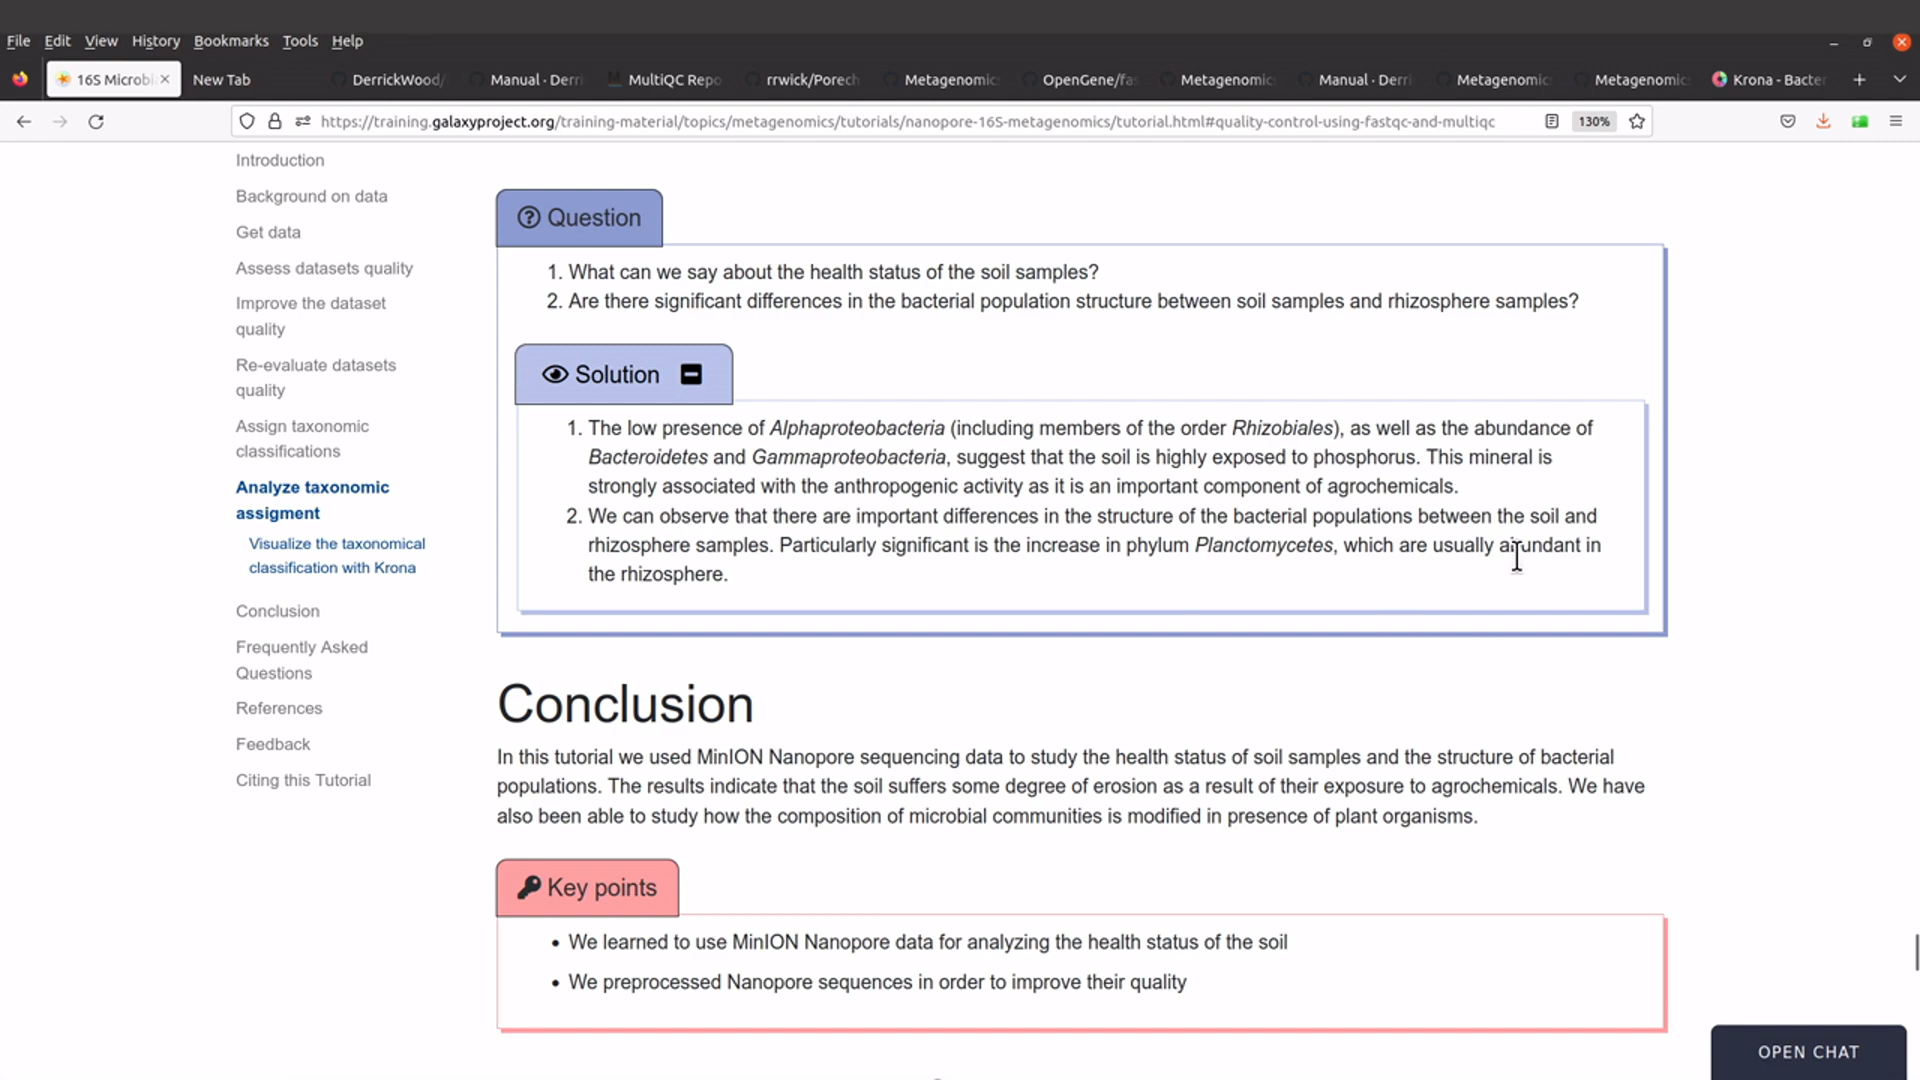 File Edit View History Bookmarks Tools Help
16S Microbi
New Tab
DerrickWood/
Manual · Derri
MultiQC Repo
rrwick/Porech
Metagenomic
OpenGene/fas
Metagenomic
Manual · Derri
Metagenomic
Metagenomic
Krona - Bacter
https://training.galaxyproject.org/training-material/topics/metagenomics/tutorials/nanopore-16S-metagenomics/tutorial.html#quality-control-using-fastqc-and-multiqc
130%
Introduction
Background on data
Get data
Assess datasets quality
Improve the dataset
quality
Re-evaluate datasets
quality
Assign taxonomic
classifications
Analyze taxonomic
assigment
Visualize the taxonomical
classification with Krona
Conclusion
Frequently Asked
Questions
References
Feedback
Citing this Tutorial
Question
1. What can we say about the health status of the soil samples?
2. Are there significant differences in the bacterial population structure between soil samples and rhizosphere samples?
Solution
1. The low presence of Alphaproteobacteria (including members of the order Rhizobiales), as well as the abundance of
Bacteroidetes and Gammaproteobacteria, suggest that the soil is highly exposed to phosphorus. This mineral is
strongly associated with the anthropogenic activity as it is an important component of agrochemicals.
2. We can observe that there are important differences in the structure of the bacterial populations between the soil and
rhizosphere samples. Particularly significant is the increase in phylum Planctomycetes, which are usually abundant in
the rhizosphere.
Conclusion
In this tutorial we used MinION Nanopore sequencing data to study the health status of soil samples and the structure of bacterial
populations. The results indicate that the soil suffers some degree of erosion as a result of their exposure to agrochemicals. We have
also been able to study how the composition of microbial communities is modified in presence of plant organisms.
Key points
• We learned to use MinION Nanopore data for analyzing the health status of the soil
• We preprocessed Nanopore sequences in order to improve their quality
OPEN CHAT